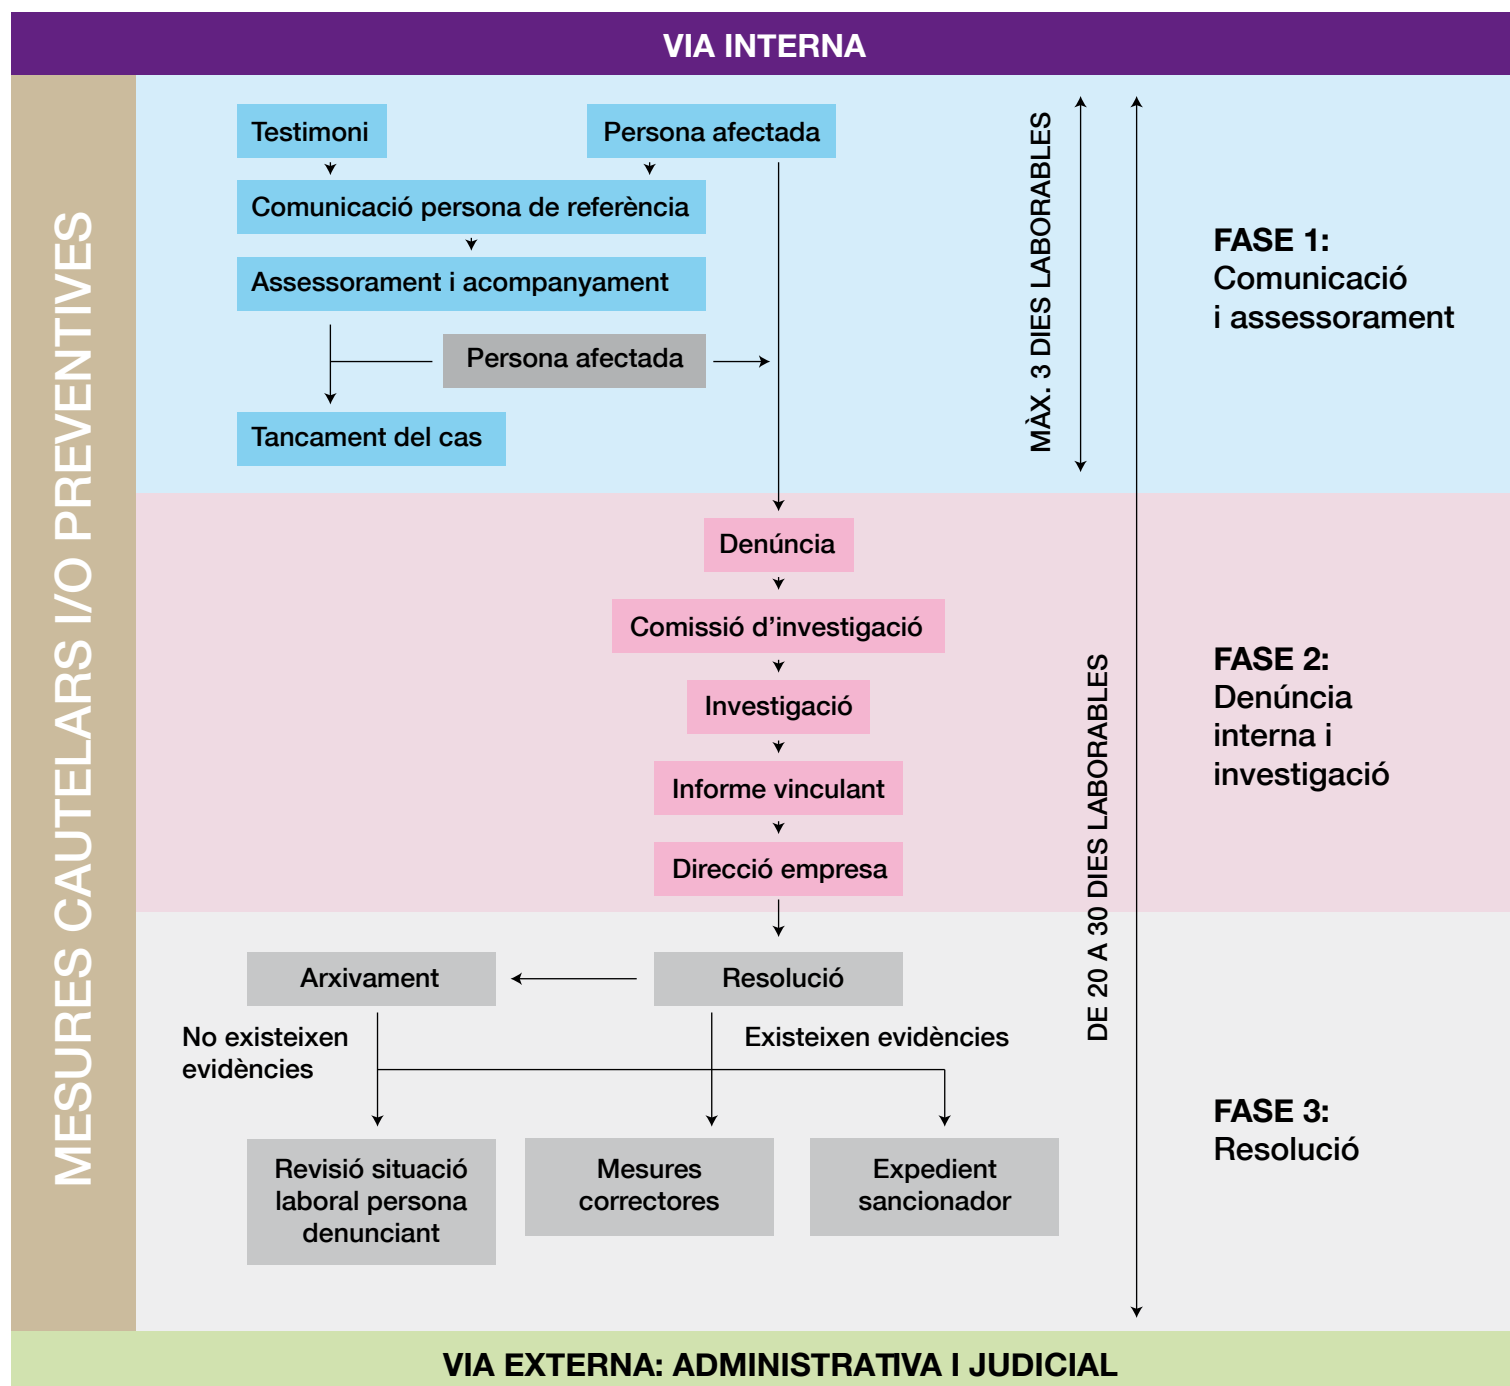 VIA INTERNA
MESURES CAUTELARS I/O PREVENTIVES
Testimoni
Persona afectada
Comunicació persona de referència
Assessorament i acompanyament
Persona afectada
Tancament del cas
MÀX. 3 DIES LABORABLES
FASE 1:
Comunicació
i assessorament
Denúncia
Comissió d'investigació
Investigació
Informe vinculant
Direcció empresa
DE 20 A 30 DIES LABORABLES
FASE 2:
Denúncia
interna i
investigació
Arxivament
Resolució
No existeixen
evidències
Existeixen evidències
Revisió situació
laboral persona
denunciant
Mesures
correctores
Expedient
sancionador
FASE 3:
Resolució
VIA EXTERNA: ADMINISTRATIVA I JUDICIAL